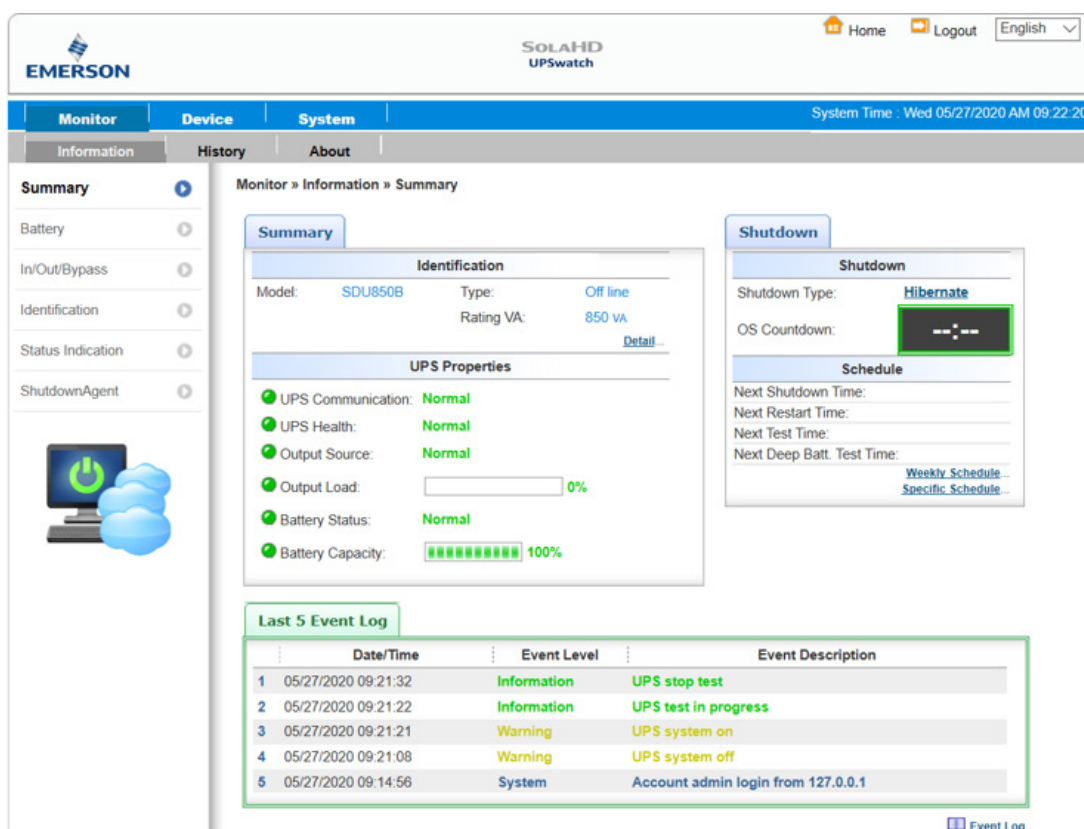 Home Logout English
EMERSON
SOLAHD
UPSwatch
Monitor Device System System Time : Wed 05/27/2020 AM 09:22:20
Information History About
Summary
Battery
In/Out/Bypass
Identification
Status Indication
ShutdownAgent
Monitor » Information » Summary
Summary
Identification
Model: SDU850B Type: Off line
Rating VA: 850 VA
Detail...
UPS Properties
UPS Communication: Normal
UPS Health: Normal
Output Source: Normal
Output Load: 0%
Battery Status: Normal
Battery Capacity: 100%
Shutdown
Shutdown
Shutdown Type: Hibernate
OS Countdown: --:--
Schedule
Next Shutdown Time:
Next Restart Time:
Next Test Time:
Next Deep Batt. Test Time:
Weekly Schedule...
Specific Schedule...
Last 5 Event Log
Date/Time Event Level Event Description
1 05/27/2020 09:21:32 Information UPS stop test
2 05/27/2020 09:21:22 Information UPS test in progress
3 05/27/2020 09:21:21 Warning UPS system on
4 05/27/2020 09:21:08 Warning UPS system off
5 05/27/2020 09:14:56 System Account admin login from 127.0.0.1
Event Log